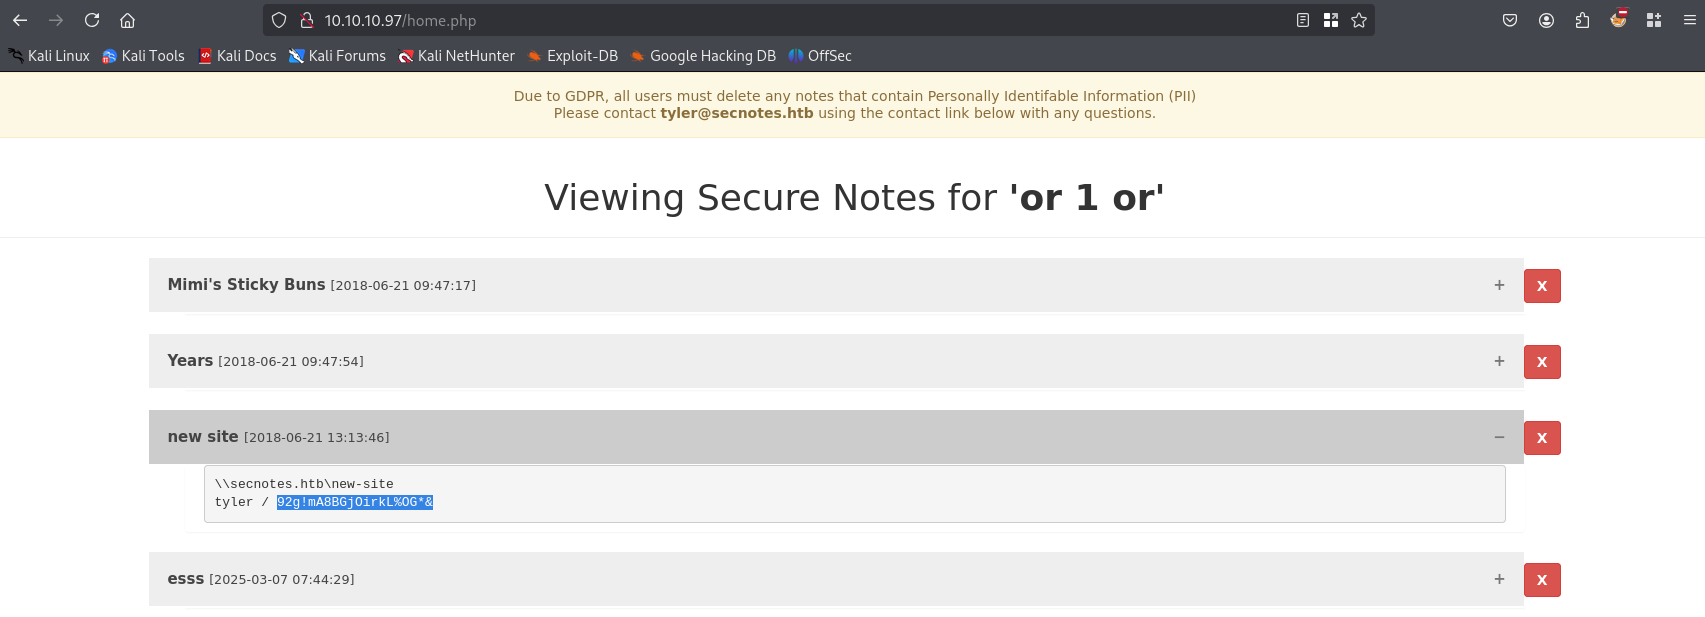 10.10.10.97/home.php
Kali Linux Kali Tools Kali Docs Kali Forums Kali NetHunter Exploit-DB Google Hacking DB OffSec
Due to GDPR, all users must delete any notes that contain Personally Identifable Information (PII)
Please contact tyler@secnotes.htb using the contact link below with any questions.
Viewing Secure Notes for 'or 1 or'
Mimi's Sticky Buns [2018-06-21 09:47:17] + X
Years [2018-06-21 09:47:54] + X
new site [2018-06-21 13:13:46] − X
\\secnotes.htb\new-site
tyler / 92g!mA8BGjOirkL%OG*&
esss [2025-03-07 07:44:29] + X